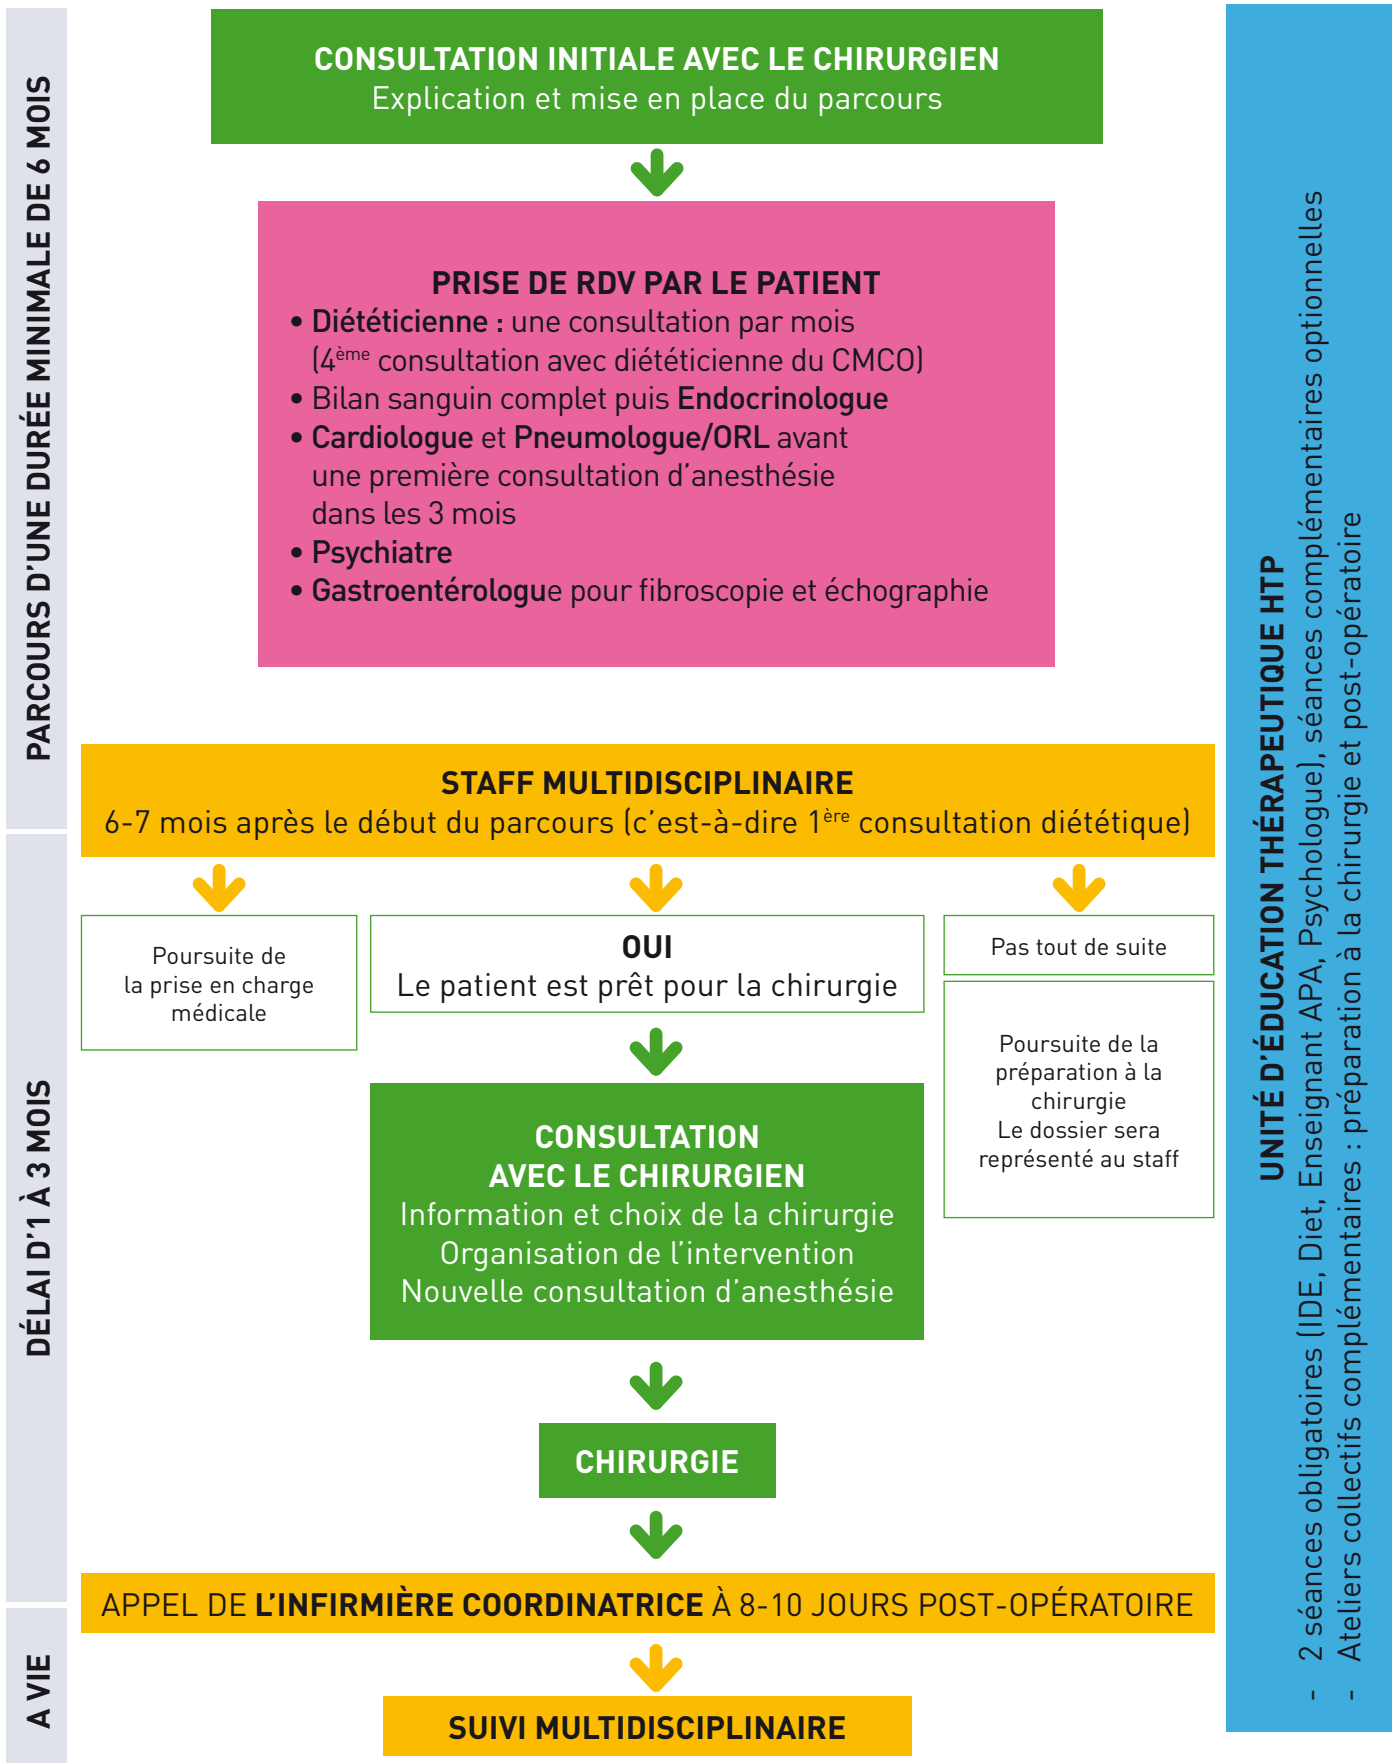 PARCOURS D'UNE DURÉE MINIMALE DE 6 MOIS
CONSULTATION INITIALE AVEC LE CHIRURGIEN
Explication et mise en place du parcours
PRISE DE RDV PAR LE PATIENT
• Diététicienne : une consultation par mois
(4ème consultation avec diététicienne du CMCO)
• Bilan sanguin complet puis Endocrinologue
• Cardiologue et Pneumologue/ORL avant
une première consultation d'anesthésie
dans les 3 mois
• Psychiatre
• Gastroentérologue pour fibroscopie et échographie
STAFF MULTIDISCIPLINAIRE
6-7 mois après le début du parcours (c'est-à-dire 1ère consultation diététique)
DÉLAI D'1 À 3 MOIS
Poursuite de
la prise en charge
médicale
OUI
Le patient est prêt pour la chirurgie
Pas tout de suite
Poursuite de la
préparation à la
chirurgie
Le dossier sera
représenté au staff
CONSULTATION
AVEC LE CHIRURGIEN
Information et choix de la chirurgie
Organisation de l'intervention
Nouvelle consultation d'anesthésie
CHIRURGIE
APPEL DE L'INFIRMIÈRE COORDINATRICE À 8-10 JOURS POST-OPÉRATOIRE
A VIE
SUIVI MULTIDISCIPLINAIRE
UNITÉ D'ÉDUCATION THÉRAPEUTIQUE HTP
- 2 séances obligatoires (IDE, Diet, Enseignant APA, Psychologue), séances complémentaires optionnelles
- Ateliers collectifs complémentaires : préparation à la chirurgie et post-opératoire